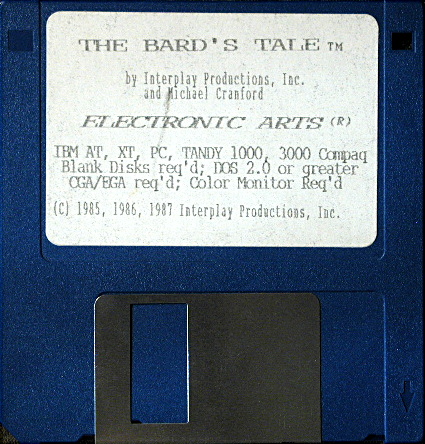 THE BARD'S TALE TM
by Interplay Productions, Inc.
and Michael Cranford
ELECTRONIC ARTS (R)
IBM AT, XT, PC, TANDY 1000, 3000 Compaq
Blank Disks req'd; DOS 2.0 or greater
CGA/EGA req'd; Color Monitor Req'd
(C) 1985, 1986, 1987 Interplay Productions, Inc.